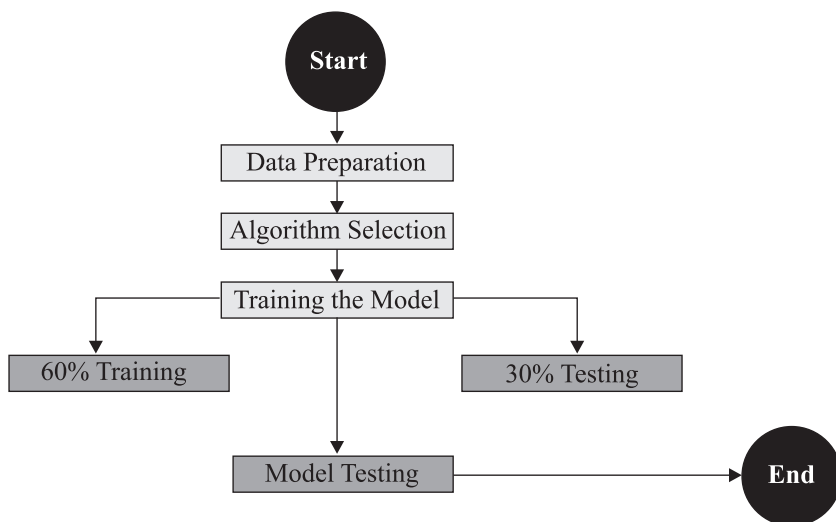 Start
Data Preparation
Algorithm Selection
Training the Model
60% Training
30% Testing
Model Testing
End